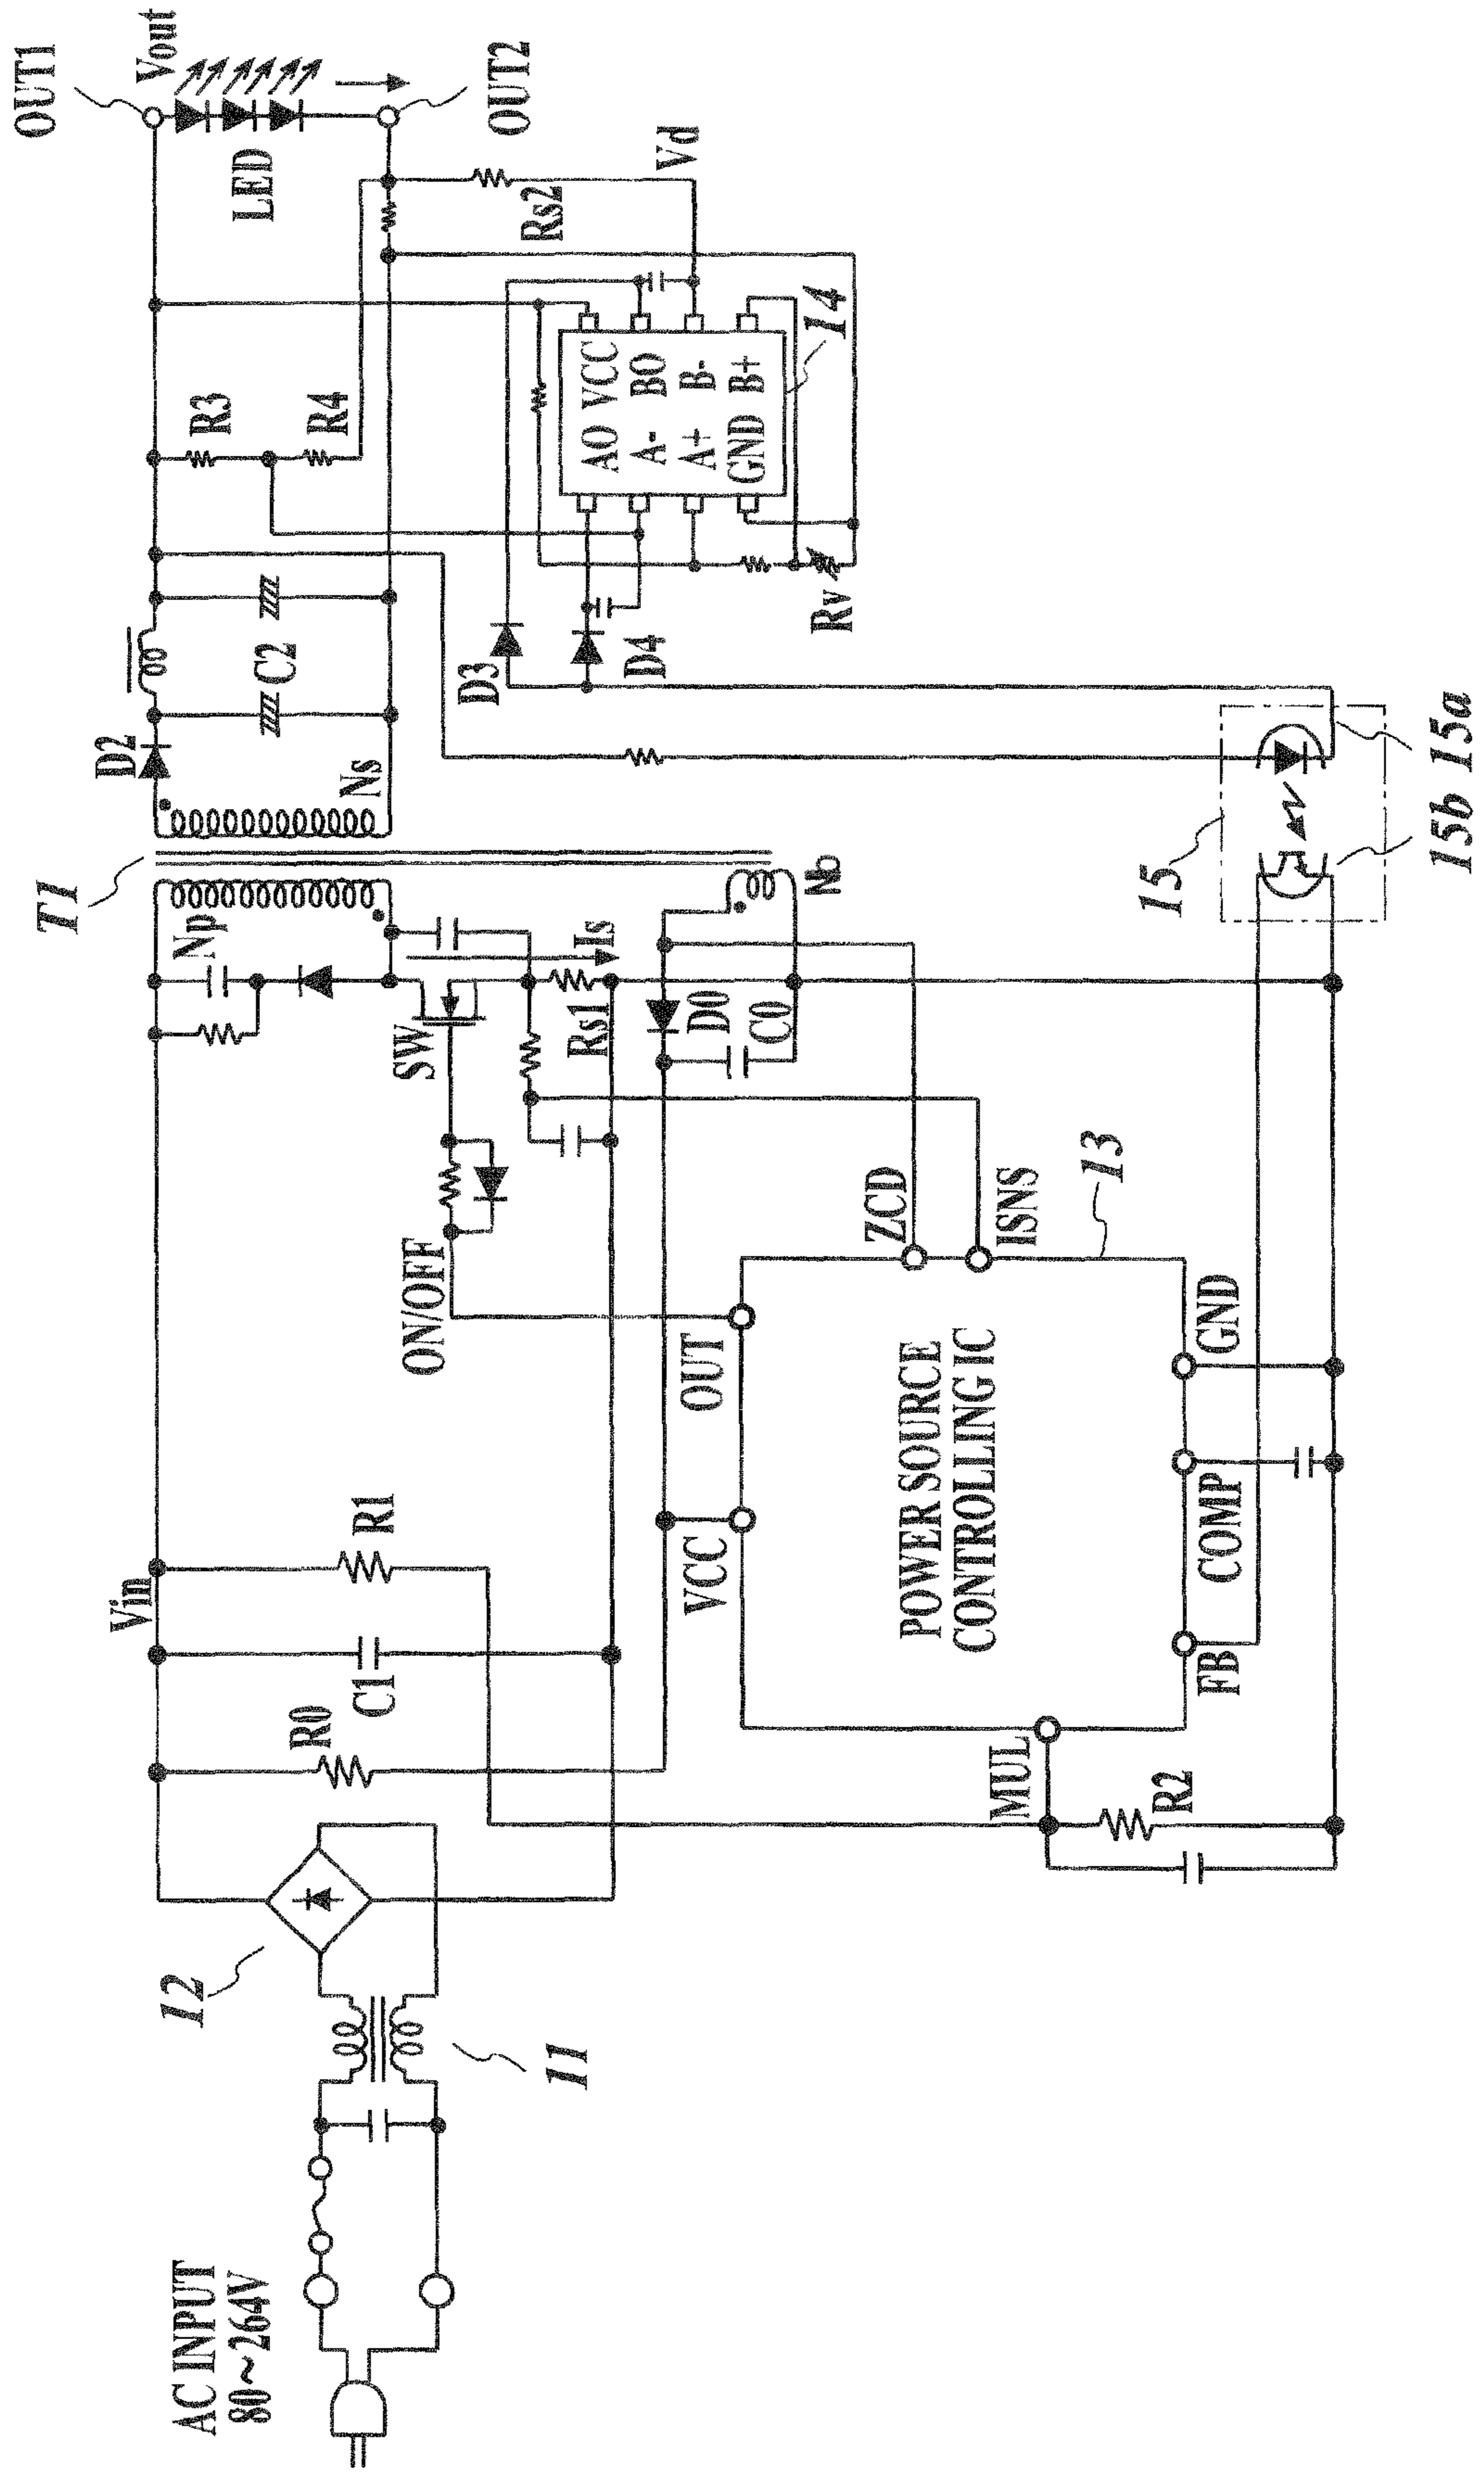 AC INPUT
80~264V
11
12
Vin
R0
C1
R1
ON/OFF
SW
Np
T1
Is
Rs1
D0
C0
Nb
Ns
D2
C2
R3
R4
LED
Vout
OUT1
OUT2
Rs2
Vd
D3
D4
Rv
AO VCC
A- BO
A+ B-
GND B+
14
VCC
OUT
ZCD
ISNS
13
POWER SOURCE
CONTROLLING IC
MUL
FB
COMP
GND
R2
15
15b
15a